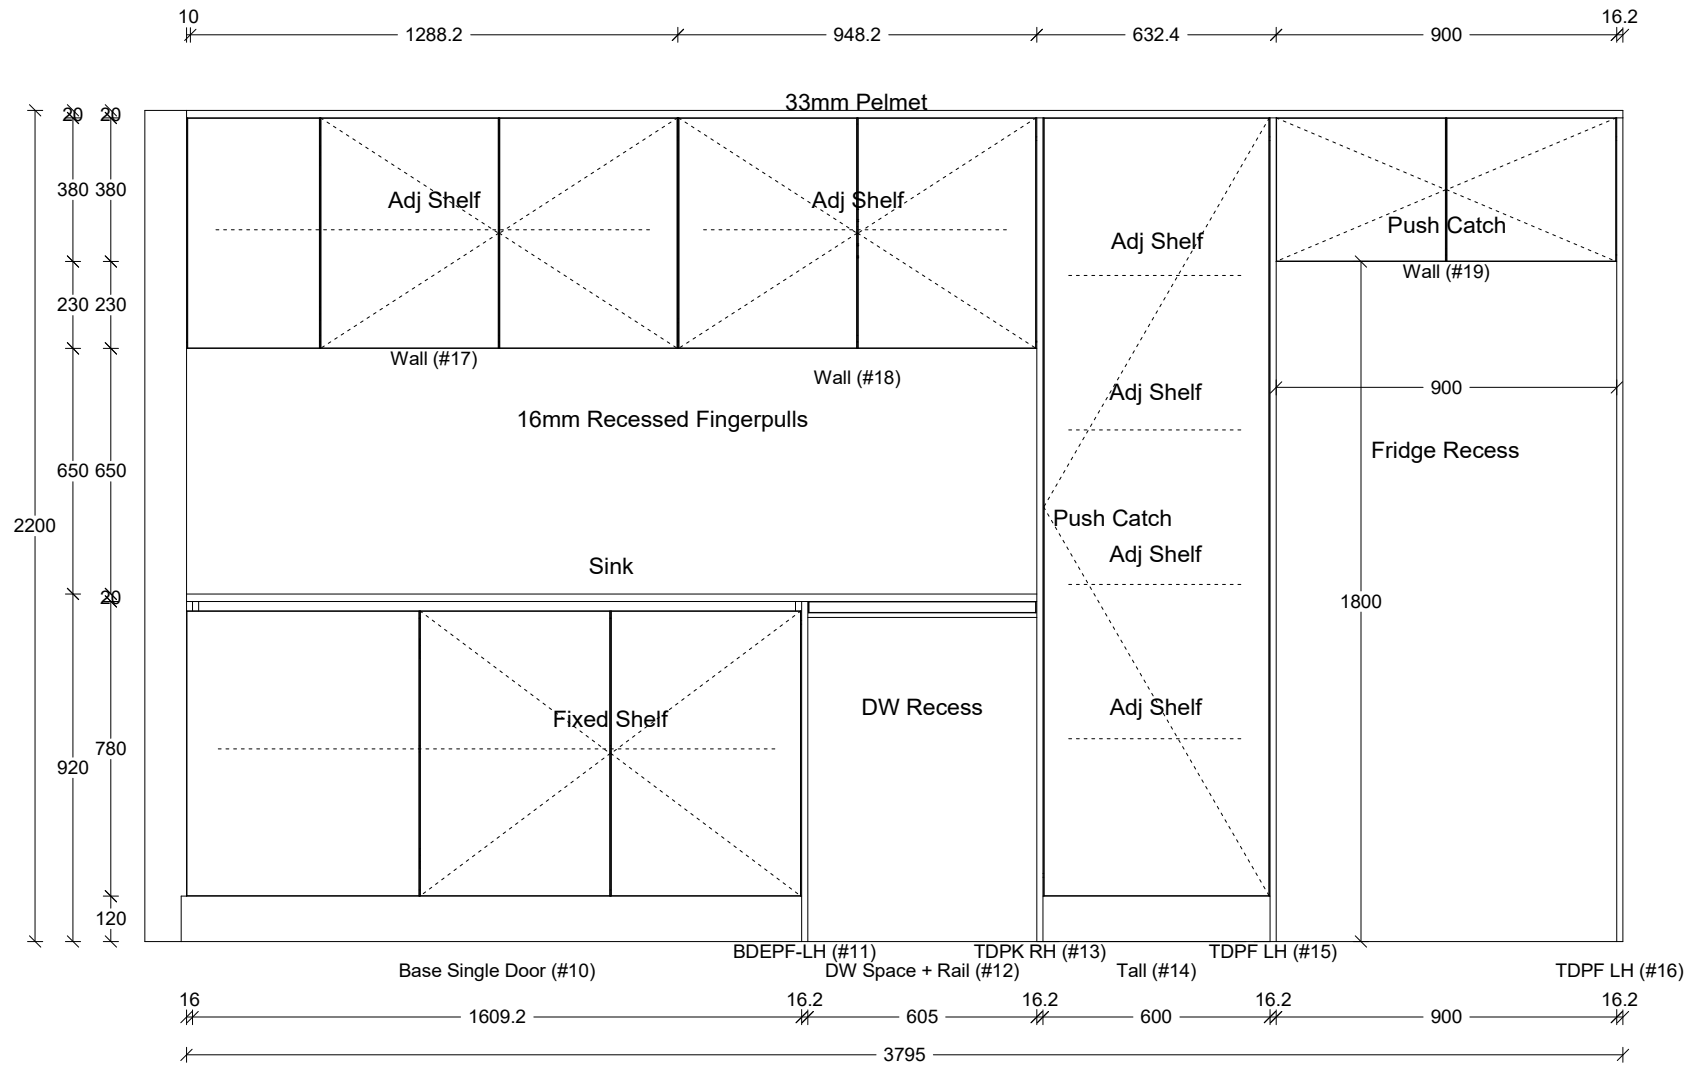 10 16.2
1288.2 948.2 632.4 900
33mm Pelmet
20 20
380 380
Adj Shelf Adj Shelf
Push Catch
Adj Shelf
Wall (#19)
230 230
Wall (#17)
Wall (#18)
900
Adj Shelf
16mm Recessed Fingerpulls
Fridge Recess
650 650
Push Catch
2200
Adj Shelf
Sink
20
1800
DW Recess Adj Shelf
Fixed Shelf
780
920
120
BDEPF-LH (#11) TDPK RH (#13) TDPF LH (#15)
Base Single Door (#10) DW Space + Rail (#12) Tall (#14) TDPF LH (#16)
16 16.2 16.2 16.2 16.2
1609.2 605 600 900
3795